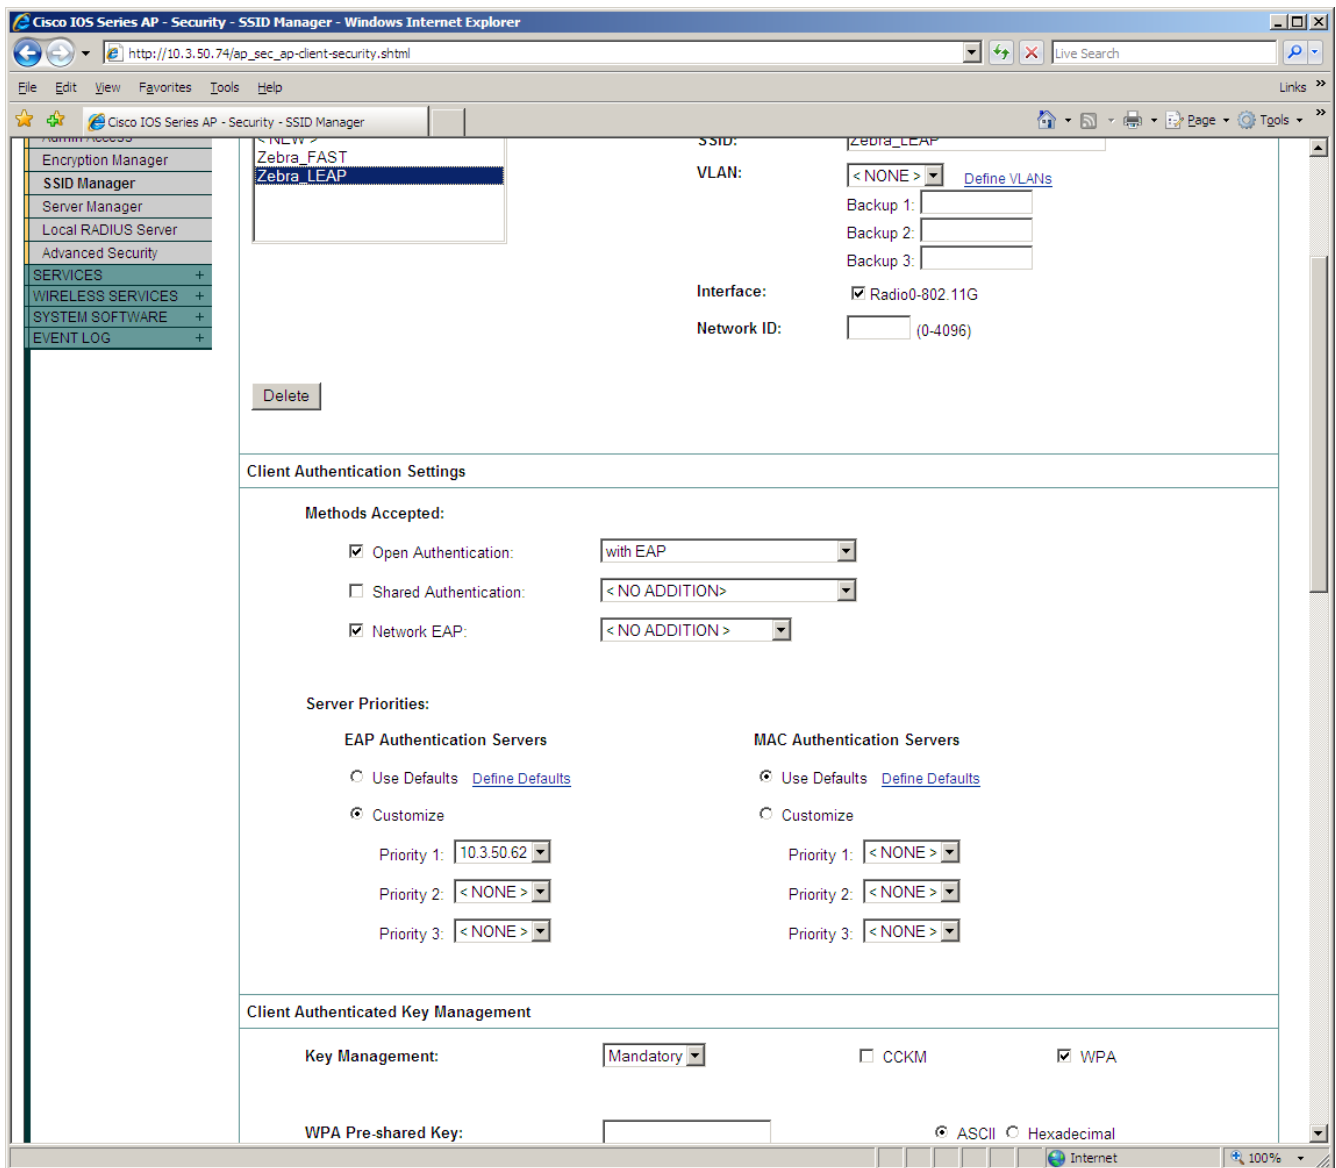 Cisco IOS Series AP - Security - SSID Manager - Windows Internet Explorer
http://10.3.50.74/ap_sec_ap-client-security.shtml
Live Search
File Edit View Favorites Tools Help
Links »
Cisco IOS Series AP - Security - SSID Manager
Page Tools »
Admin Access
Encryption Manager
SSID Manager
Server Manager
Local RADIUS Server
Advanced Security
SERVICES +
WIRELESS SERVICES +
SYSTEM SOFTWARE +
EVENT LOG +
< NEW >
Zebra_FAST
Zebra_LEAP
Delete
SSID: Zebra_LEAP
VLAN: < NONE > Define VLANs
Backup 1:
Backup 2:
Backup 3:
Interface: Radio0-802.11G
Network ID: (0-4096)
Client Authentication Settings
Methods Accepted:
Open Authentication: with EAP
Shared Authentication: < NO ADDITION>
Network EAP: < NO ADDITION >
Server Priorities:
EAP Authentication Servers
Use Defaults Define Defaults
Customize
Priority 1: 10.3.50.62
Priority 2: < NONE >
Priority 3: < NONE >
MAC Authentication Servers
Use Defaults Define Defaults
Customize
Priority 1: < NONE >
Priority 2: < NONE >
Priority 3: < NONE >
Client Authenticated Key Management
Key Management: Mandatory CCKM WPA
WPA Pre-shared Key: ASCII Hexadecimal
Internet 100%